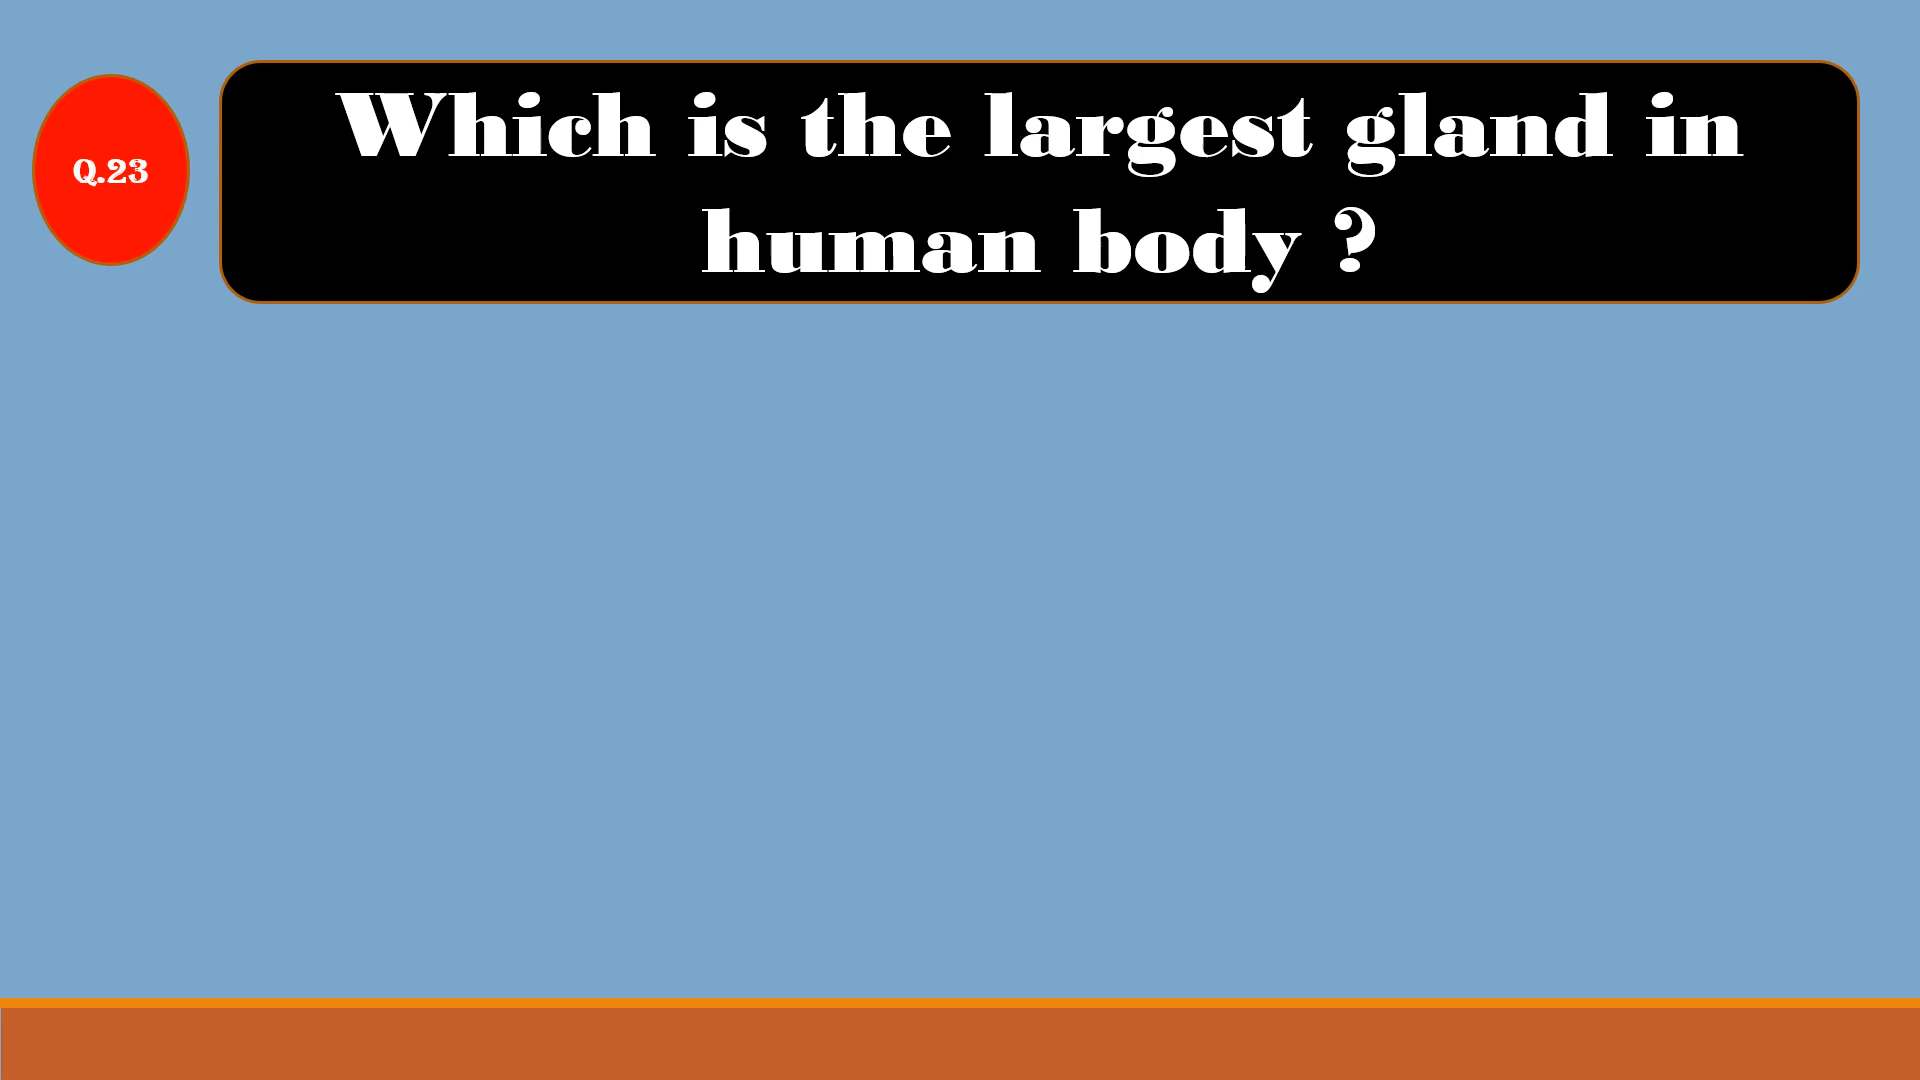 Q.23
Which is the largest gland in
human body ?